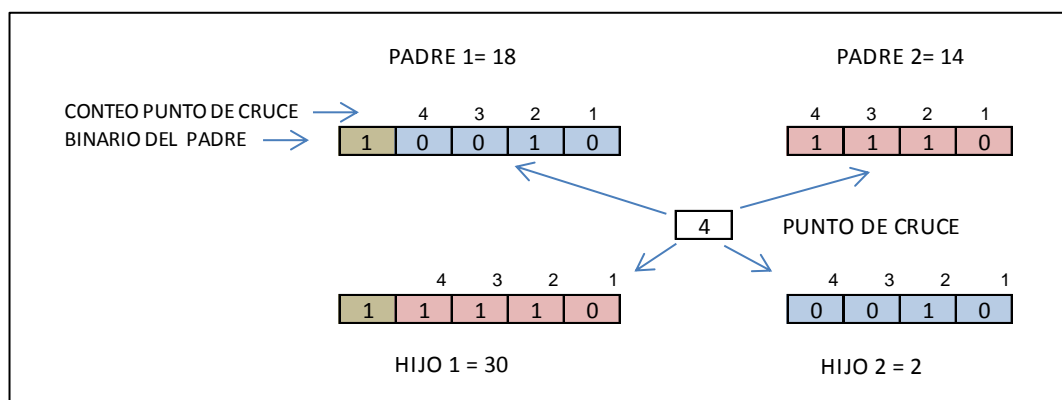 PADRE 1= 18 PADRE 2= 14
CONTEO PUNTO DE CRUCE 4 3 2 1 4 3 2 1
BINARIO DEL PADRE 1 0 0 1 0 1 1 1 0
4 PUNTO DE CRUCE
4 3 2 1 4 3 2 1
1 1 1 1 0 0 0 1 0
HIJO 1 = 30 HIJO 2 = 2